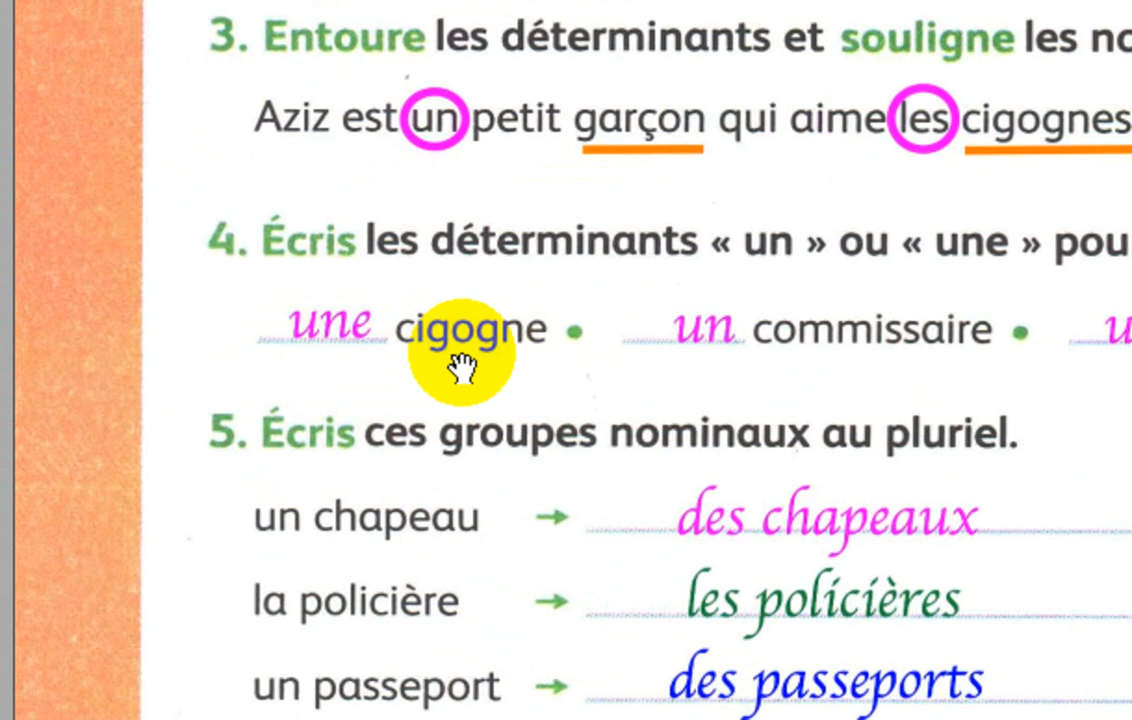 3. Entoure les déterminants et souligne les
Aziz est un petit garçon qui aime les cigognes
4. Écris les déterminants « un » ou « une »
une cigogne • un commissaire •
5. Écris ces groupes nominaux au pluriel.
un chapeau → des chapeaux
la policière → les policières
un passeport → des passeports